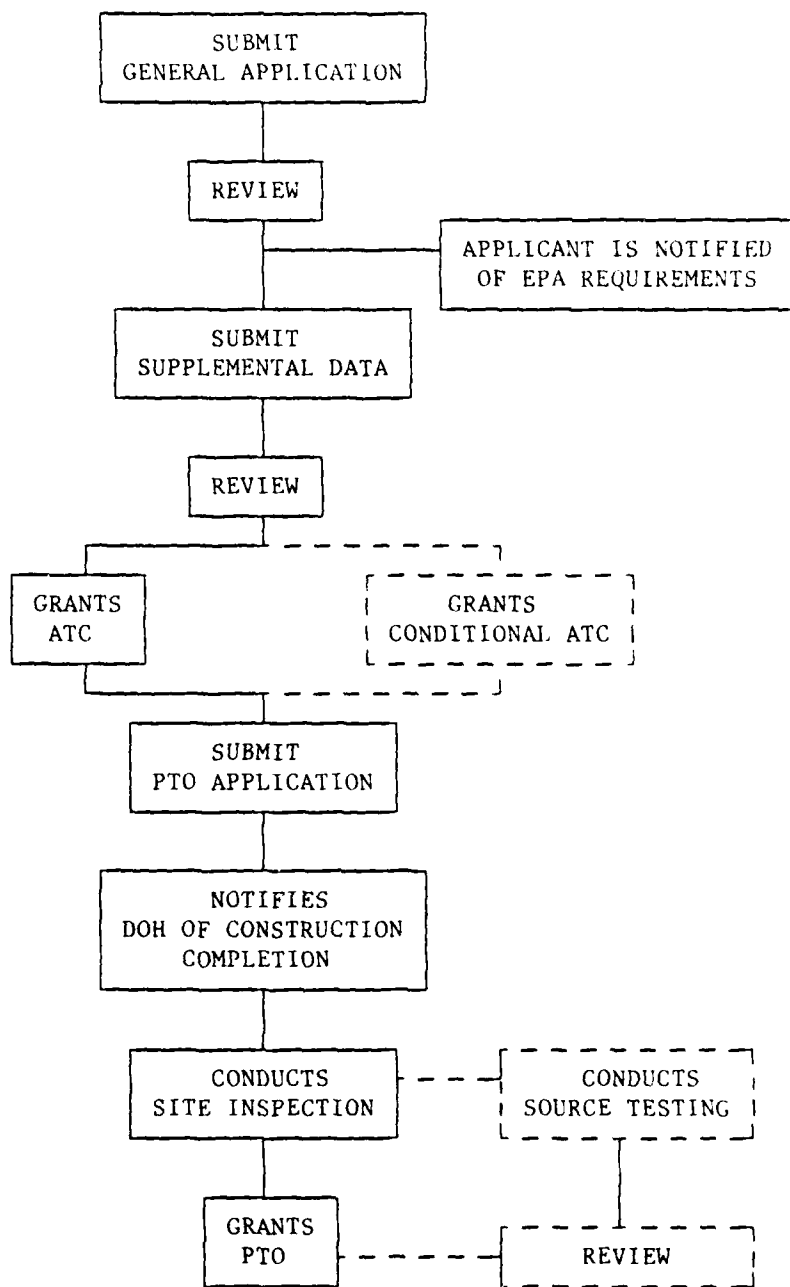 SUBMIT
GENERAL APPLICATION
REVIEW
APPLICANT IS NOTIFIED
OF EPA REQUIREMENTS
SUBMIT
SUPPLEMENTAL DATA
REVIEW
GRANTS
ATC
GRANTS
CONDITIONAL ATC
SUBMIT
PTO APPLICATION
NOTIFIES
DOH OF CONSTRUCTION
COMPLETION
CONDUCTS
SITE INSPECTION
CONDUCTS
SOURCE TESTING
GRANTS
PTO
REVIEW